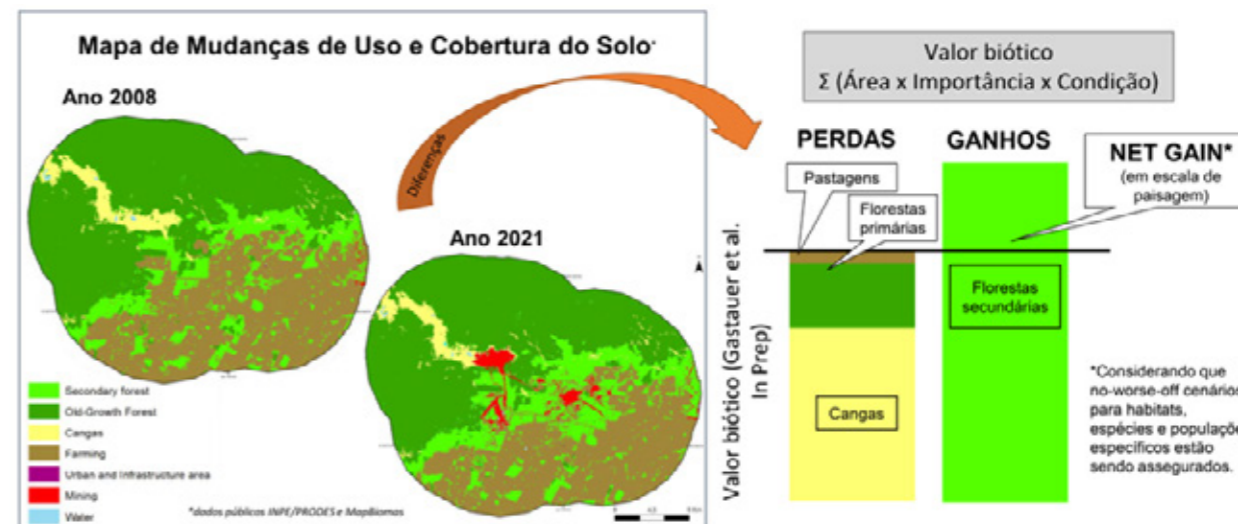 Mapa de Mudanças de Uso e Cobertura do Solo*
Ano 2008
Ano 2021
Secondary forest
Old-Growth Forest
Cangas
Farming
Urban and Infrastructure area
Mining
Water
*dados públicos INPE/PRODES e MapBiomas
Diferenças
Valor biótico
Σ (Área x Importância x Condição)
PERDAS
GANHOS
Pastagens
Florestas
primárias
NET GAIN*
(em escala de
paisagem)
Valor biótico (Gastauer et al.
In Prep)
Florestas
secundárias
Cangas
*Considerando que
no-worse-off cenários
para habitats,
espécies e populaçõe
específicos estão
sendo assegurados.